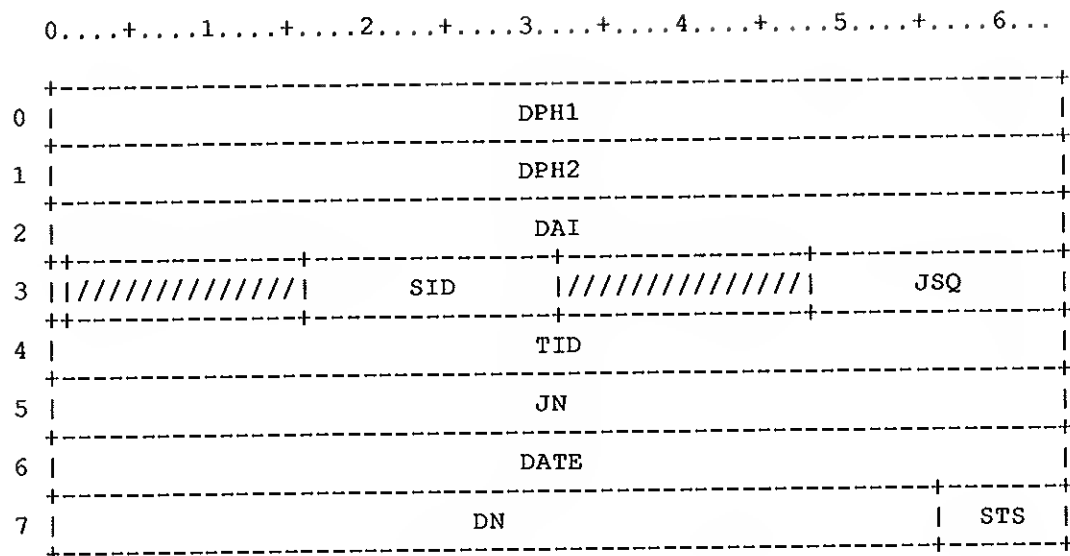 0....+....1....+....2....+....3....+....4....+....5....+....6...
+---------------------------------------------------------------+
0 | DPH1 |
+---------------------------------------------------------------+
1 | DPH2 |
+---------------------------------------------------------------+
2 | DAI |
++--------------+---------------+---------------+---------------+
3 ||//////////////| SID |///////////////| JSQ |
++--------------+---------------+---------------+---------------+
4 | TID |
+---------------------------------------------------------------+
5 | JN |
+---------------------------------------------------------------+
6 | DATE |
+-------------------------------------------------------+-------+
7 | DN | STS |
+-------------------------------------------------------+-------+